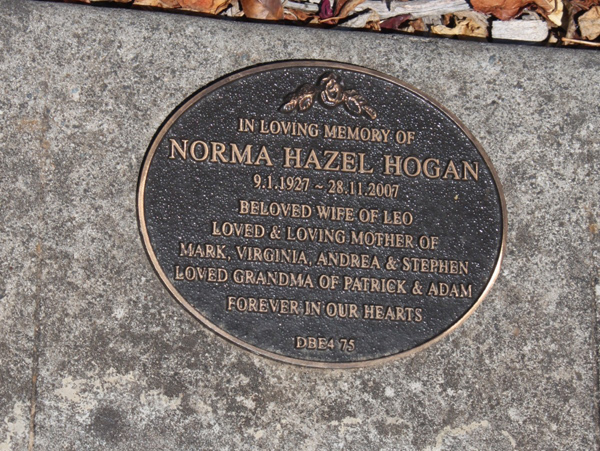 IN LOVING MEMORY OF
NORMA HAZEL HOGAN
9.1.1927 ~ 28.11.2007
BELOVED WIFE OF LEO
LOVED & LOVING MOTHER OF
MARK, VIRGINIA, ANDREA & STEPHEN
LOVED GRANDMA OF PATRICK & ADAM
FOREVER IN OUR HEARTS
DBE4 75